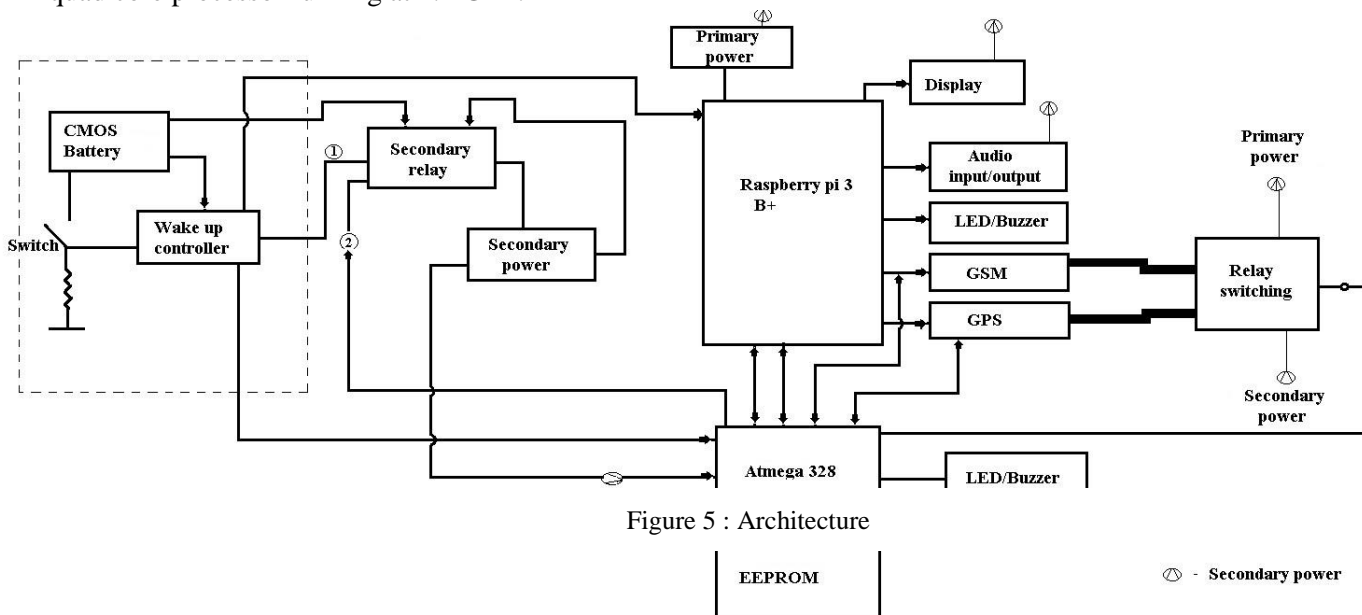 Primary
power
Display
CMOS
Battery
Secondary
relay
1
Audio
input/output
Primary
power
Raspberry pi 3
B+
Wake up
controller
Switch
LED/Buzzer
2
Secondary
power
GSM
Relay
switching
GPS
Secondary
power
Atmega 328
LED/Buzzer
Figure 5 : Architecture
EEPROM
- Secondary power